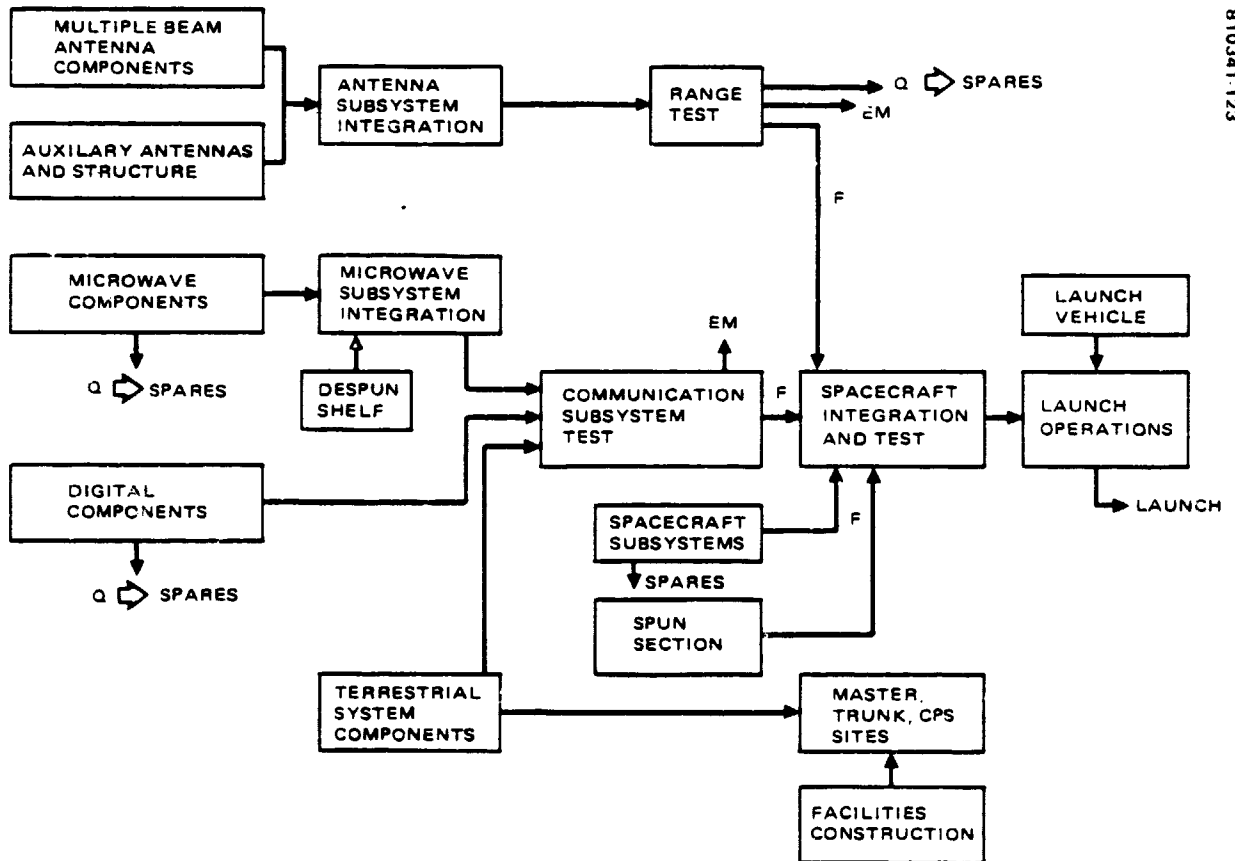 810341-123
MULTIPLE BEAM
ANTENNA
COMPONENTS
AUXILARY ANTENNAS
AND STRUCTURE
ANTENNA
SUBSYSTEM
INTEGRATION
RANGE
TEST
Q SPARES
EM
F
MICROWAVE
COMPONENTS
Q SPARES
MICROWAVE
SUBSYSTEM
INTEGRATION
DESPUN
SHELF
EM
COMMUNICATION
SUBSYSTEM
TEST
F
SPACECRAFT
INTEGRATION
AND TEST
LAUNCH
VEHICLE
LAUNCH
OPERATIONS
LAUNCH
DIGITAL
COMPONENTS
Q SPARES
SPACECRAFT
SUBSYSTEMS
F
SPARES
SPUN
SECTION
TERRESTRIAL
SYSTEM
COMPONENTS
MASTER,
TRUNK, CPS
SITES
FACILITIES
CONSTRUCTION